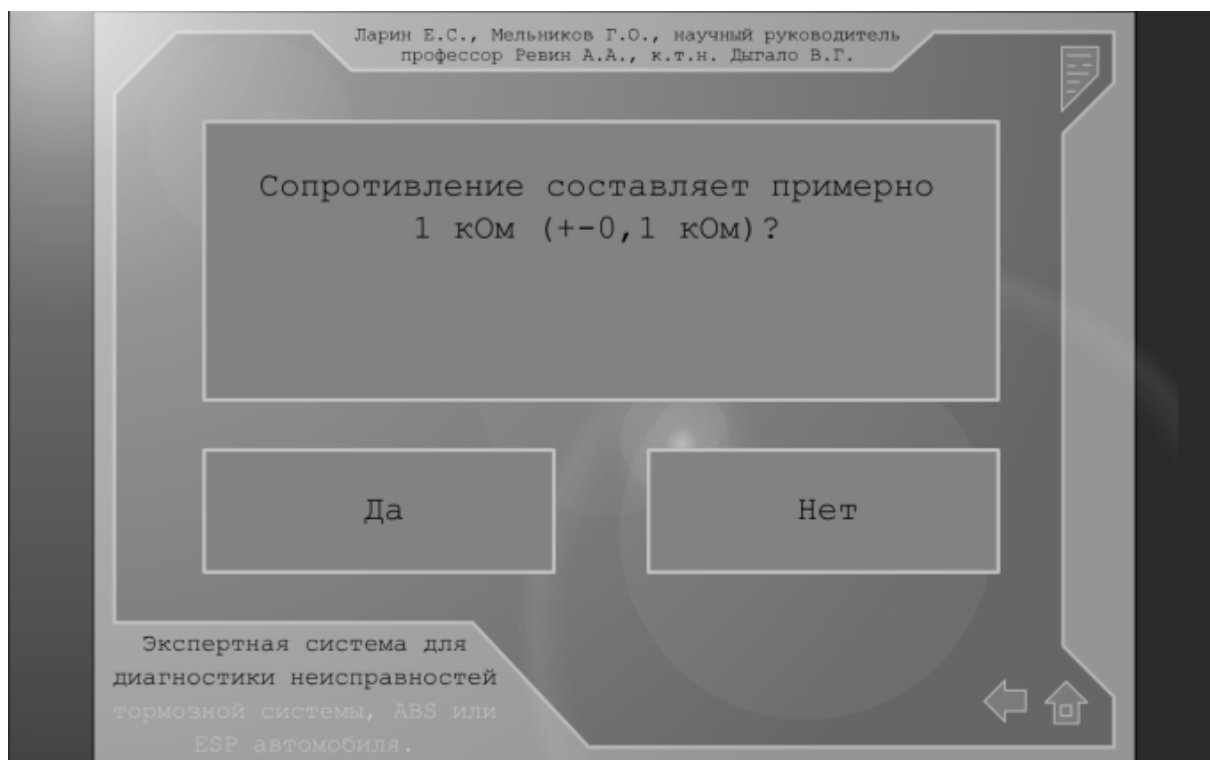 Ларин Е.С., Мельников Г.О., научный руководитель
профессор Ревин А.А., к.т.н. Дыгало В.Г.
Сопротивление составляет примерно
1 кОм (+-0,1 кОм)?
Да
Нет
Экспертная система для
диагностики неисправностей
тормозной системы, ABS или
ESP автомобиля.